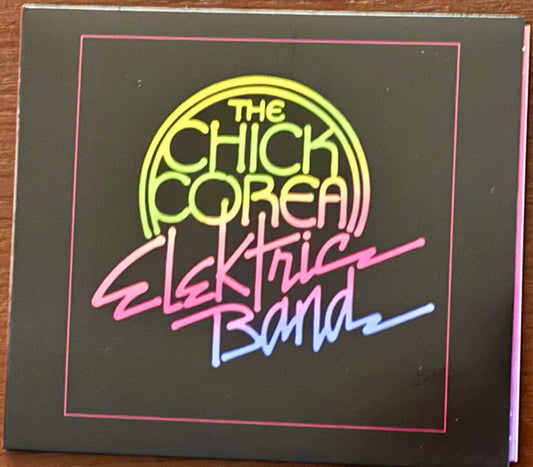 THE
CHICK
COREA
Elektric
Band